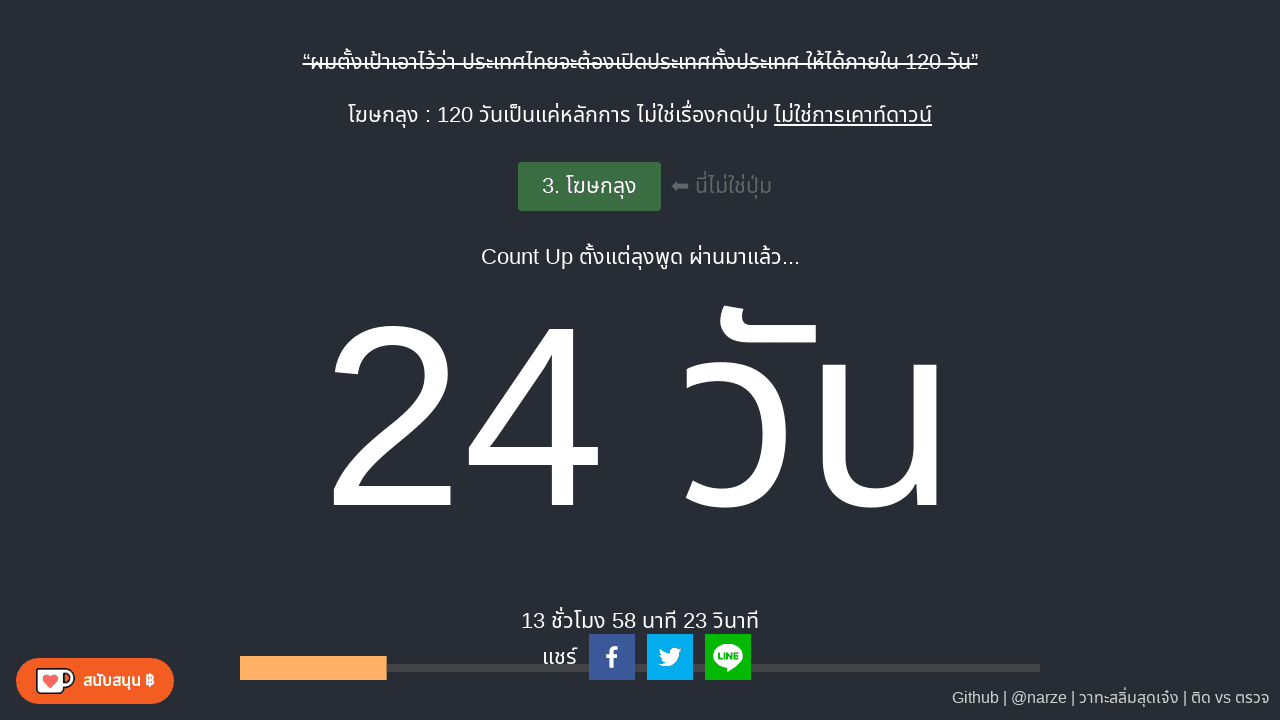 “ผมตั้งเป้าเอาไว้ว่า ประเทศไทยจะต้องเปิดประเทศทั้งประเทศ ให้ได้ภายใน 120 วัน”
โฆษกลุง : 120 วันเป็นแค่หลักการ ไม่ใช่เรื่องกดปุ่ม ไม่ใช่การเคาท์ดาวน์
3. โฆษกลุง ⬅ นี่ไม่ใช่ปุ่ม
Count Up ตั้งแต่ลุงพูด ผ่านมาแล้ว...
24 วัน
13 ชั่วโมง 58 นาที 23 วินาที
แชร์ LINE
สนับสนุน ฿
Github | @narze | วาทะสลิ่มสุดเจ๋ง | ติด vs ตรวจ